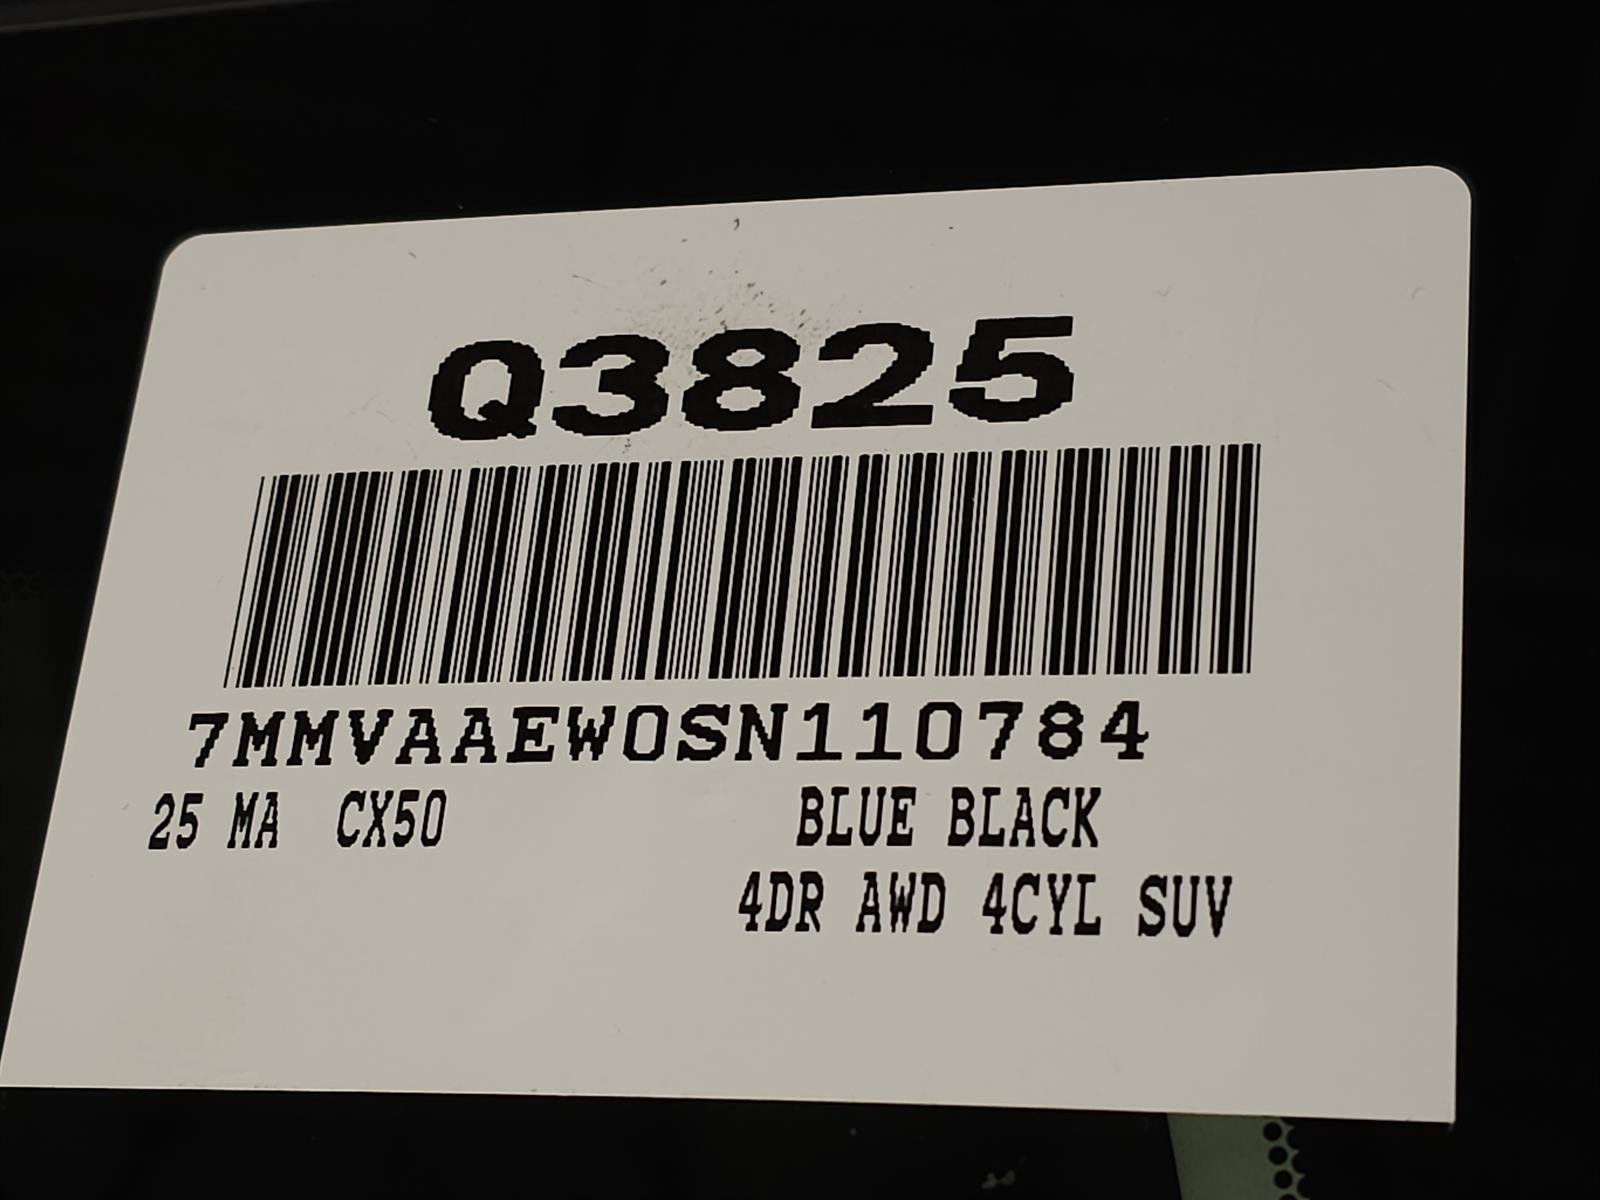 Q3825
7MMVAAEW0SN110784
25 MA CX50
BLUE BLACK
4DR AWD 4CYL SUV